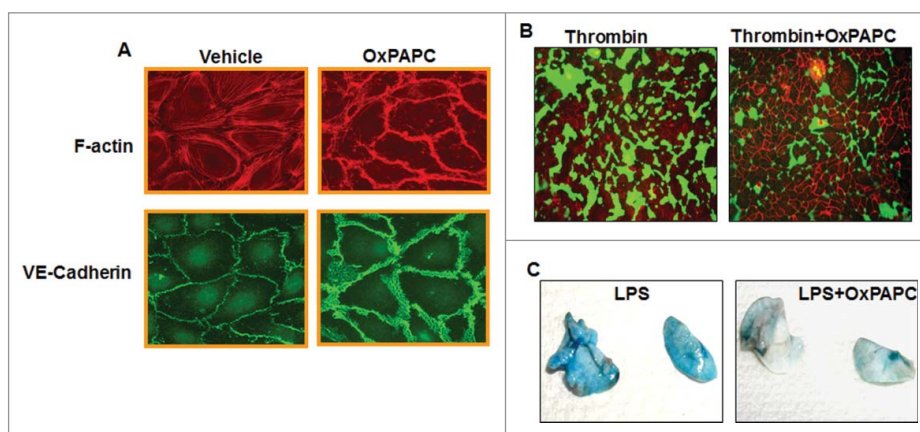 A
Vehicle
OxPAPC
F-actin
VE-Cadherin
B
Thrombin
Thrombin+OxPAPC
C
LPS
LPS+OxPAPC